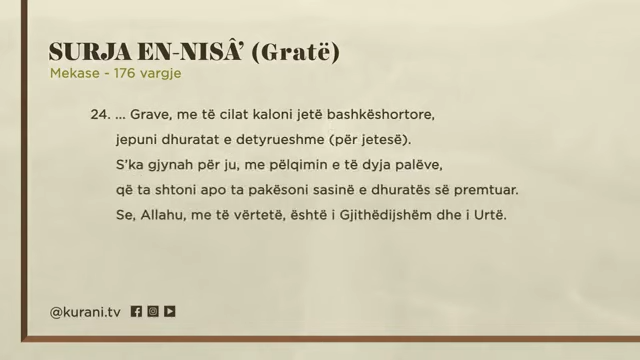 SURJA EN-NISÂ’ (Gratë)
Mekase - 176 vargje
24. ... Grave, me të cilat kaloni jetë bashkëshortore,
jepuni dhuratat e detyrueshme (për jetesë).
S’ka gjynah për ju, me pëlqimin e të dyja palëve,
që ta shtoni apo ta pakësoni sasinë e dhuratës së premtuar.
Se, Allahu, me të vërtetë, është i Gjithëdijshëm dhe i Urtë.
@kurani.tv